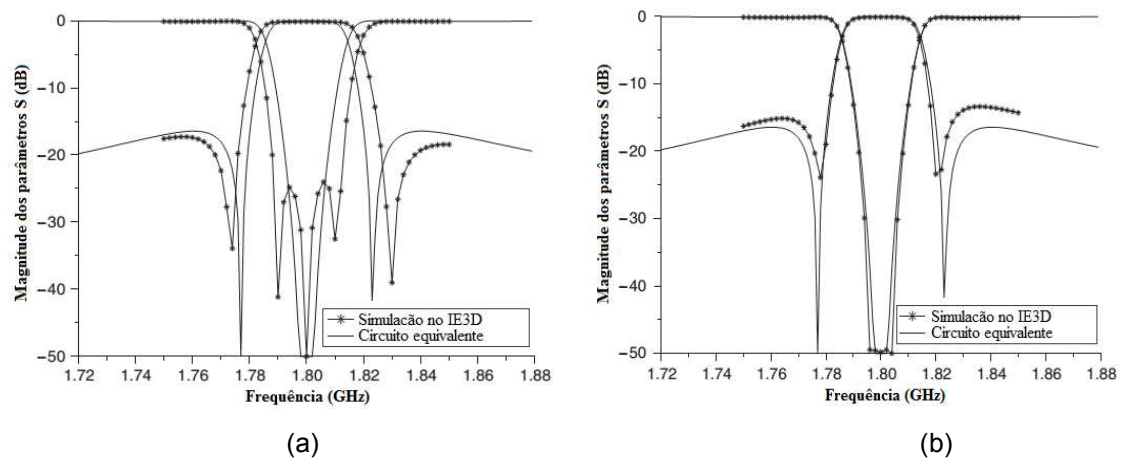 Magnitude dos parâmetros S (dB)
0
−10
−20
−30
−40
−50
Simulacão no IE3D
Circuito equivalente
1.72 1.74 1.76 1.78 1.80 1.82 1.84 1.86 1.88
Frequência (GHz)
(a)
Magnitude dos parâmetros S (dB)
0
−10
−20
−30
−40
−50
Simulacão no IE3D
Circuito equivalente
1.72 1.74 1.76 1.78 1.80 1.82 1.84 1.86 1.88
Frequência (GHz)
(b)